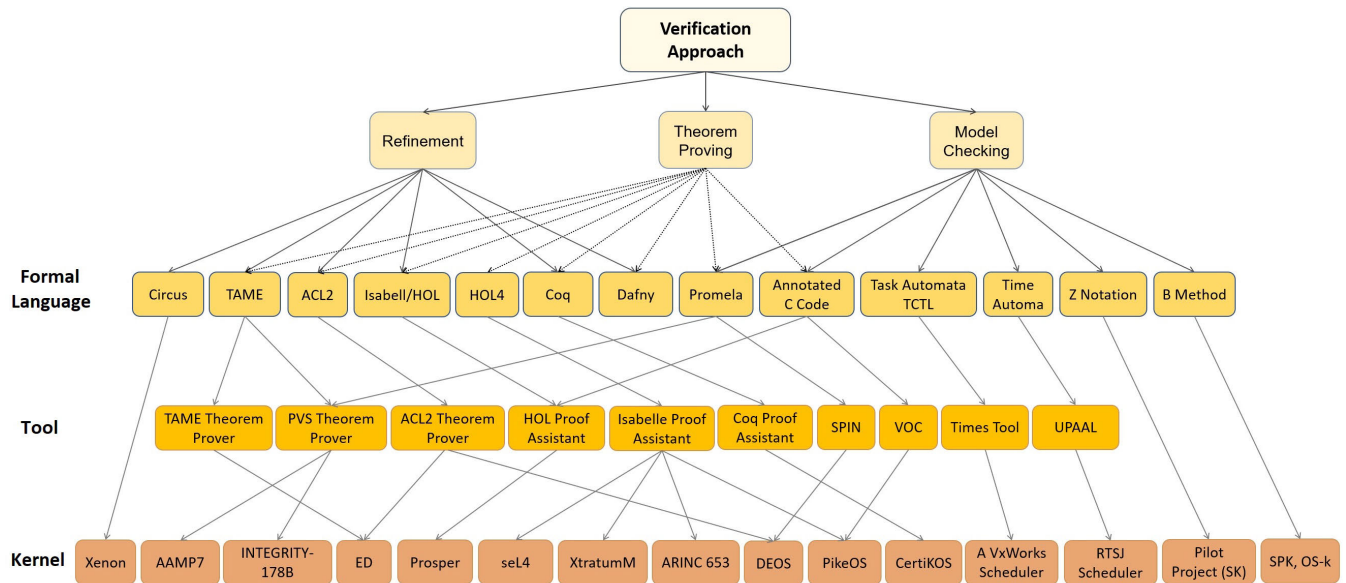 Verification
Approach
Refinement
Theorem
Proving
Model
Checking
Formal
Language
Circus
TAME
ACL2
Isabell/HOL
HOL4
Coq
Dafny
Promela
Annotated
C Code
Task Automata
TCTL
Time
Automa
Z Notation
B Method
Tool
TAME Theorem
Prover
PVS Theorem
Prover
ACL2 Theorem
Prover
HOL Proof
Assistant
Isabelle Proof
Assistant
Coq Proof
Assistant
SPIN
VOC
Times Tool
UPAAL
Kernel
Xenon
AAMP7
INTEGRITY-
178B
ED
Prosper
seL4
XtratumM
ARINC 653
DEOS
PikeOS
CertiKOS
A VxWorks
Scheduler
RTSJ
Scheduler
Pilot
Project (SK)
SPK, OS-k